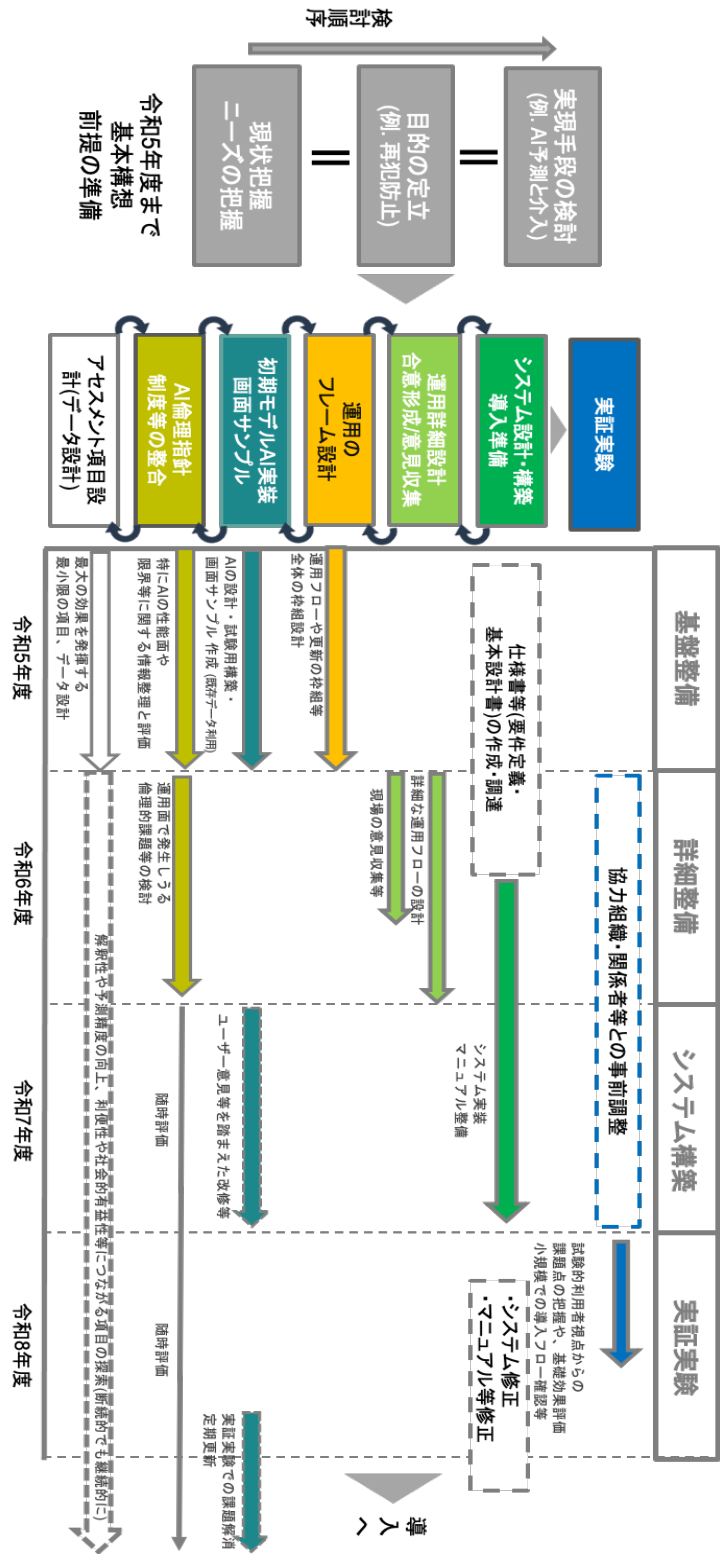 検討順序
実現手段の検討
(例. AI予測と介入)
目的の定立
(例. 再犯防止)
現状把握
ニーズの把握
令和5年度まで
基本構想
前提の準備
実証実験
システム設計・構築
導入準備
運用詳細設計
合意形成/意見収集
運用の
フレーム設計
初期モデルAI実装
画面サンプル
AI倫理指針
制度等の整合
アセスメント項目設
計(データ設計)
基盤整備
詳細整備
システム構築
実証実験
協力組織・関係者等との事前調整
試験的利用者視点からの
課題点の把握や、基礎効果評価
小規模での導入フロー確認等
仕様書等(要件定義・
基本設計書)の作成・調達
システム実装
マニュアル整備
・システム修正
・マニュアル等修正
詳細な運用フローの設計
現場の意見収集等
運用フローや更新の枠組等
全体の枠組設計
AIの設計・試験用構築・
画面サンプル作成 (既存データ利用)
ユーザー意見等を踏まえた改修等
実証実験での課題解消
定期更新
特にAIの性能面や
限界等に関する情報整理と評価
運用面で発生しうる
倫理的課題等の検討
随時評価
随時評価
最大の効果を発揮する
最小限の項目、データ設計
解釈性や予測精度の向上、利便性や社会的有益性等につながる項目の探索(断続的でも継続的に)
令和5年度
令和6年度
令和7年度
令和8年度
導入へ